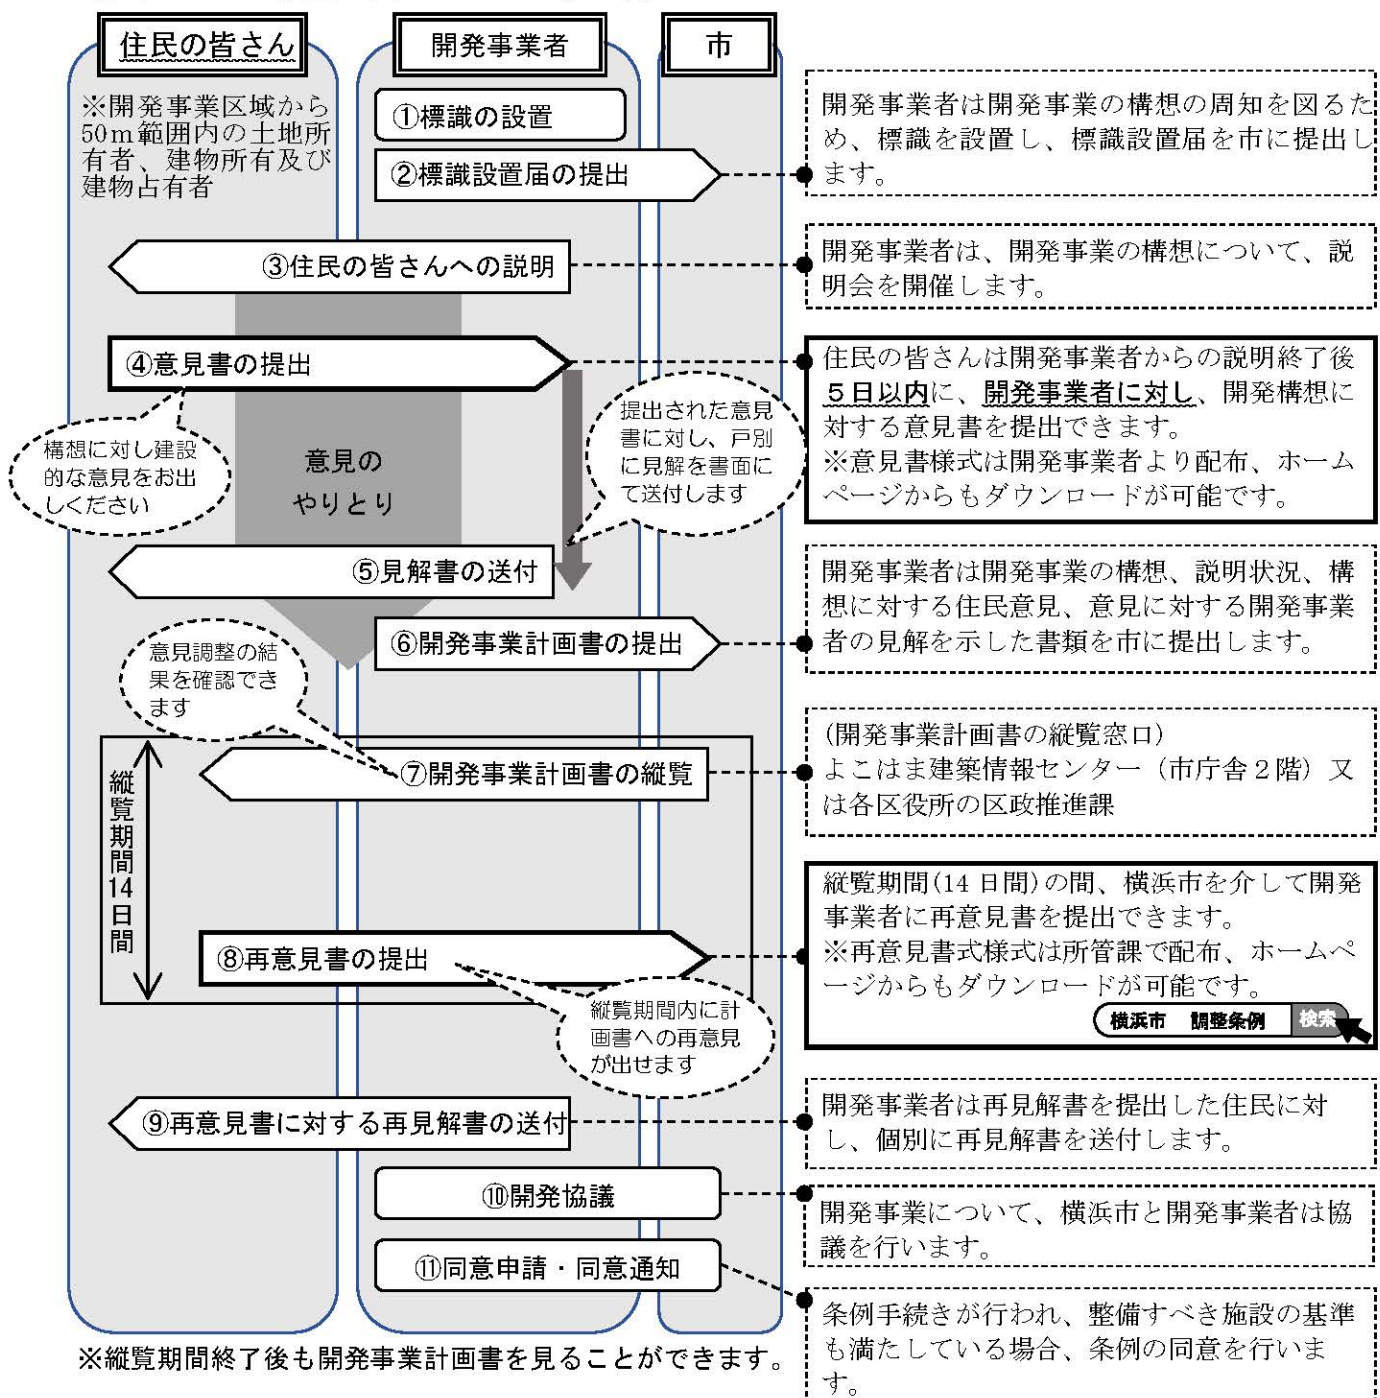 住民の皆さん
開発事業者
市
※開発事業区域から
50m範囲内の土地所
有者、建物所有及び
建物占有者
①標識の設置
②標識設置届の提出
開発事業者は開発事業の構想の周知を図るた
め、標識を設置し、標識設置届を市に提出し
ます。
③住民の皆さんへの説明
開発事業者は、開発事業の構想について、説
明会を開催します。
④意見書の提出
住民の皆さんは開発事業者からの説明終了後
5日以内に、開発事業者に対し、開発構想に
対する意見書を提出できます。
※意見書様式は開発事業者より配布、ホーム
ページからもダウンロードが可能です。
構想に対し建設
的な意見をお出
しください
意見の
やりとり
提出された意見
書に対し、戸別
に見解を書面に
て送付します
⑤見解書の送付
開発事業者は開発事業の構想、説明状況、構
想に対する住民意見、意見に対する開発事業
者の見解を示した書類を市に提出します。
⑥開発事業計画書の提出
意見調整の結
果を確認でき
ます
縦覧期間14日間
⑦開発事業計画書の縦覧
(開発事業計画書の縦覧窓口)
よこはま建築情報センター（市庁舎２階）又
は各区役所の区政推進課
⑧再意見書の提出
縦覧期間(14日間)の間、横浜市を介して開発
事業者に再意見書を提出できます。
※再意見書式様式は所管課で配布、ホームペ
ージからもダウンロードが可能です。
横浜市　調整条例　検索
縦覧期間内に計
画書への再意見
が出せます
⑨再意見書に対する再見解書の送付
開発事業者は再見解書を提出した住民に対
し、個別に再見解書を送付します。
⑩開発協議
開発事業について、横浜市と開発事業者は協
議を行います。
⑪同意申請・同意通知
条例手続きが行われ、整備すべき施設の基準
も満たしている場合、条例の同意を行いま
す。
※縦覧期間終了後も開発事業計画書を見ることができます。